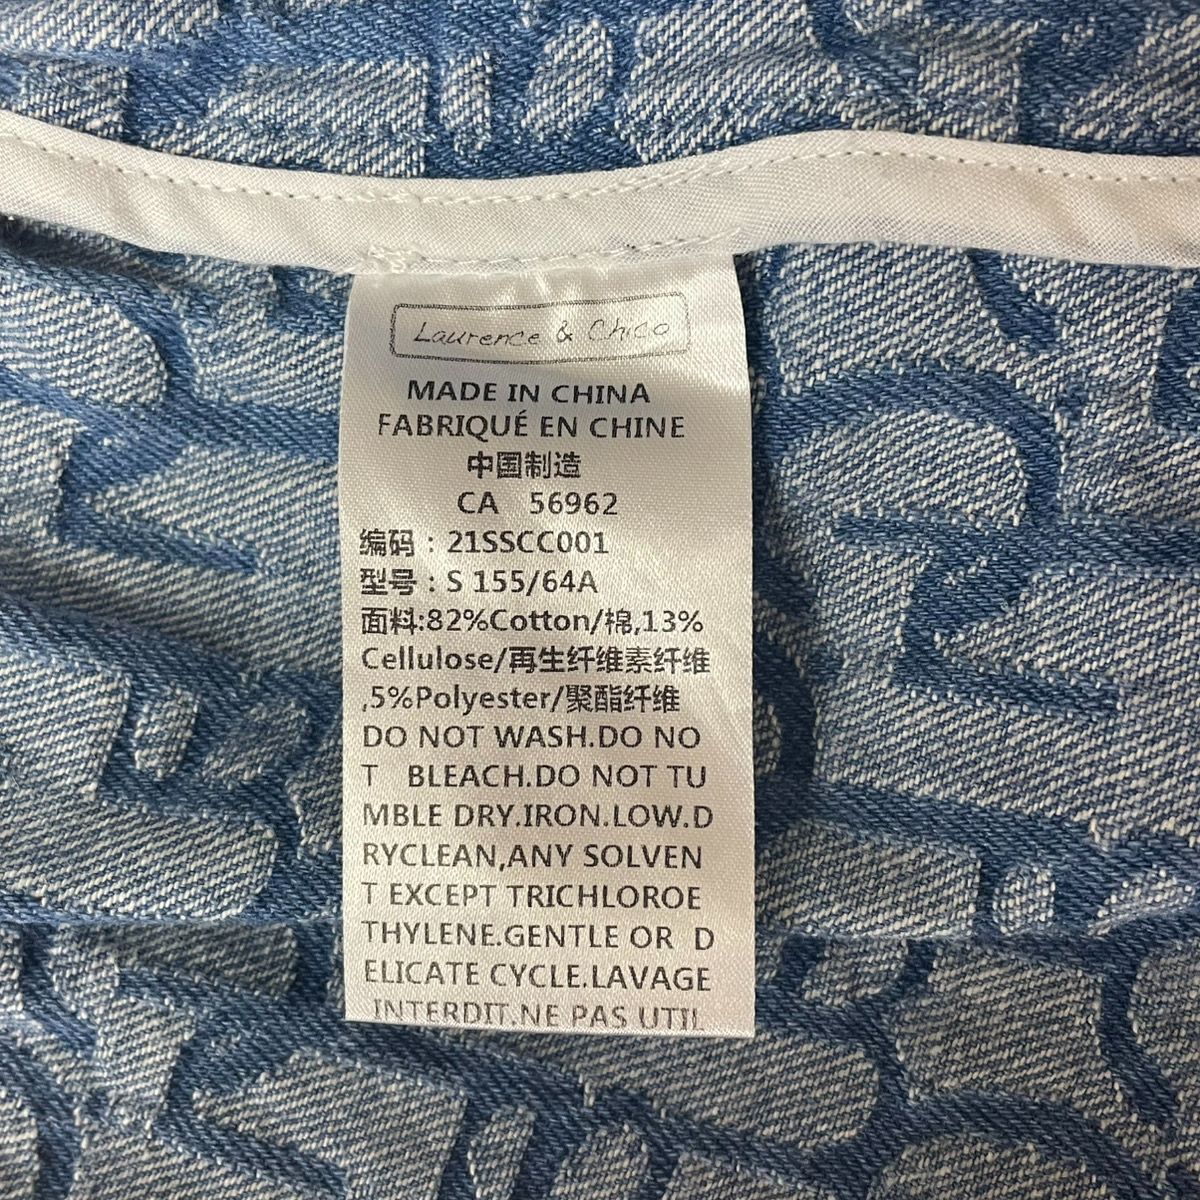 Laurence & Chico
MADE IN CHINA
FABRIQUÉ EN CHINE
中国制造
CA 56962
编码：21SSCC001
型号：S 155/64A
面料:82%Cotton/棉,13%
Cellulose/再生纤维素纤维
,5%Polyester/聚酯纤维
DO NOT WASH.DO NO
T BLEACH.DO NOT TU
MBLE DRY.IRON.LOW.D
RYCLEAN,ANY SOLVEN
T EXCEPT TRICHLOROE
THYLENE.GENTLE OR D
ELICATE CYCLE.LAVAGE
INTERDIT.NE PAS UTIL